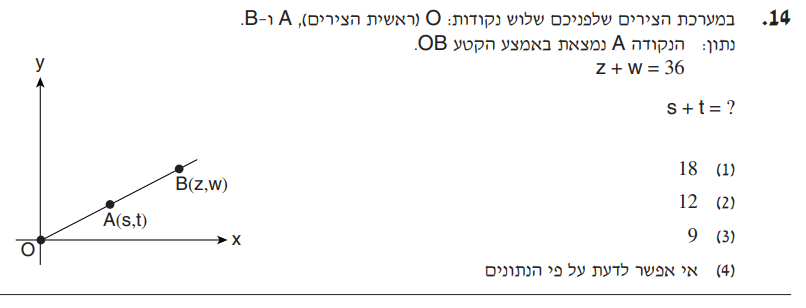 14. במערכת הצירים שלפניכם שלוש נקודות: O (ראשית הצירים), A ו-B.
נתון: הנקודה A נמצאת באמצע הקטע OB.
z + w = 36
s + t = ?
(1) 18
(2) 12
(3) 9
(4) אי אפשר לדעת על פי הנתונים
y
B(z,w)
A(s,t)
x
O